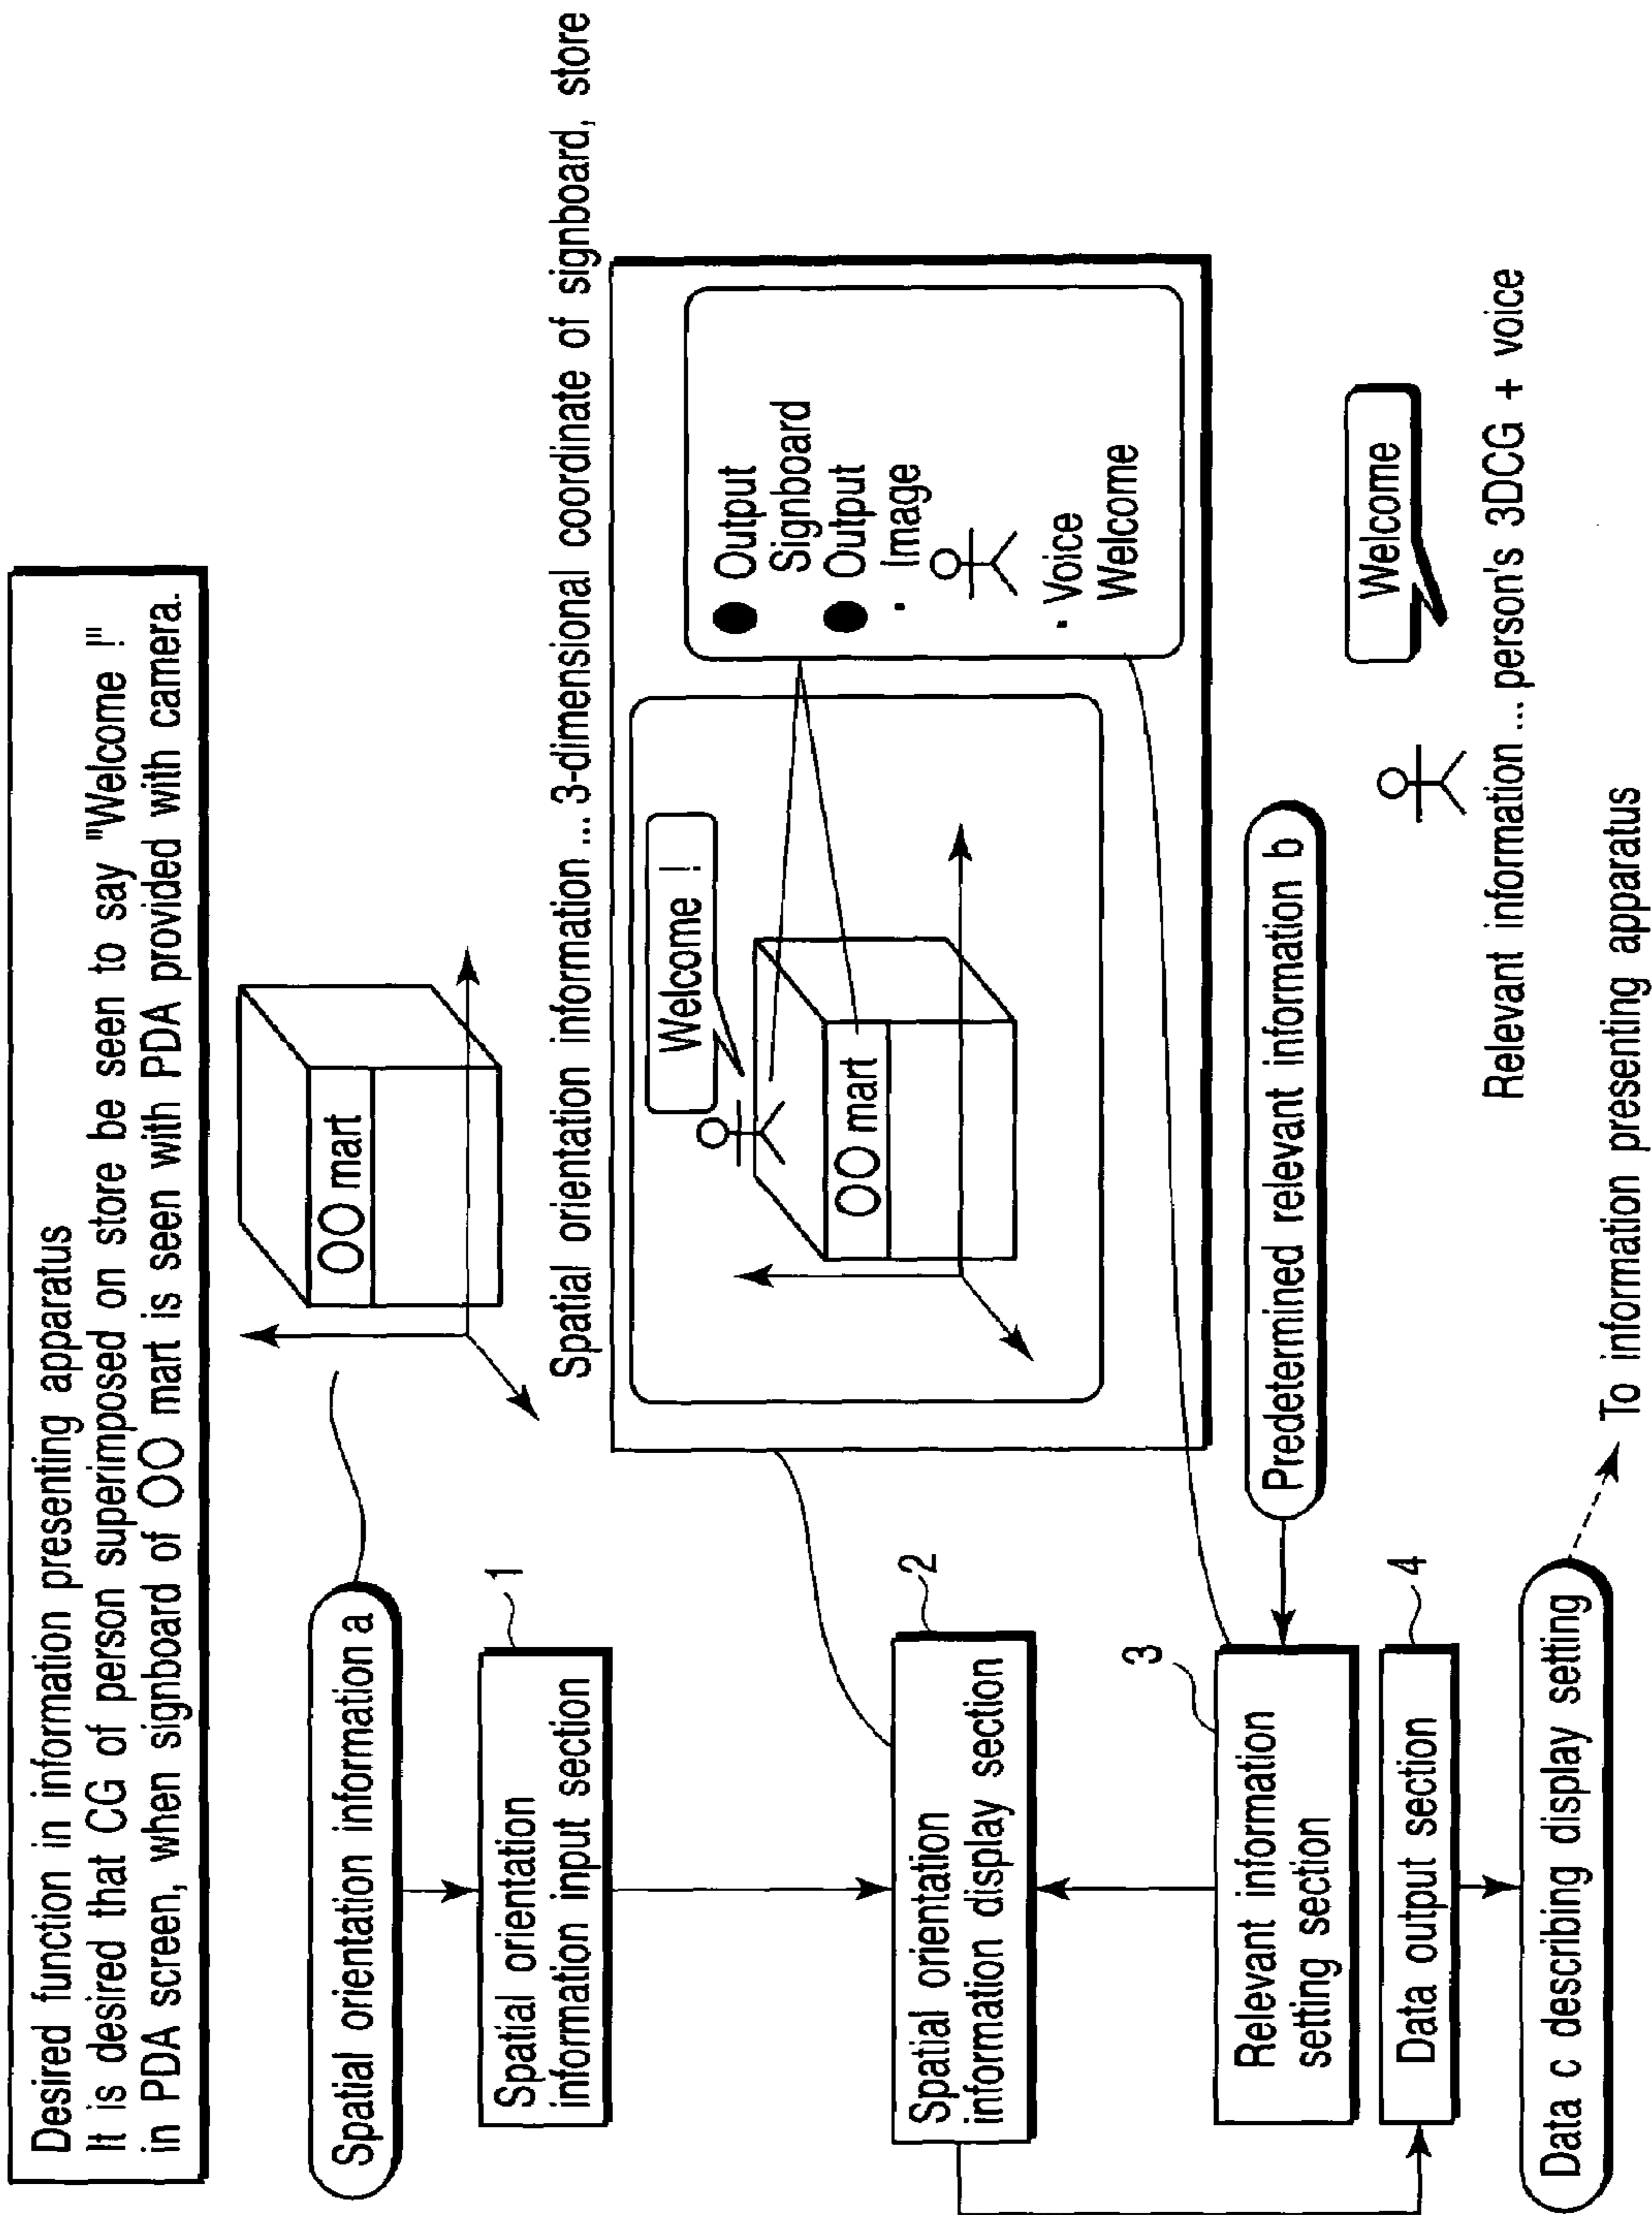 Desired function in information presenting apparatus
It is desired that CG of person superimposed on store be seen to say "Welcome !"
in PDA screen, when signboard of OO mart is seen with PDA provided with camera.
Spatial orientation information a
OO mart
1
Spatial orientation
information input section
Spatial orientation information ... 3-dimensional coordinate of signboard, store
Welcome !
OO mart
Output
Signboard
Output
· Image
· Voice
Welcome
2
Spatial orientation
information display section
3
Relevant information
setting section
Predetermined relevant information b
Welcome
Relevant information ... person's 3DCG + voice
4
Data output section
Data c describing display setting
To information presenting apparatus